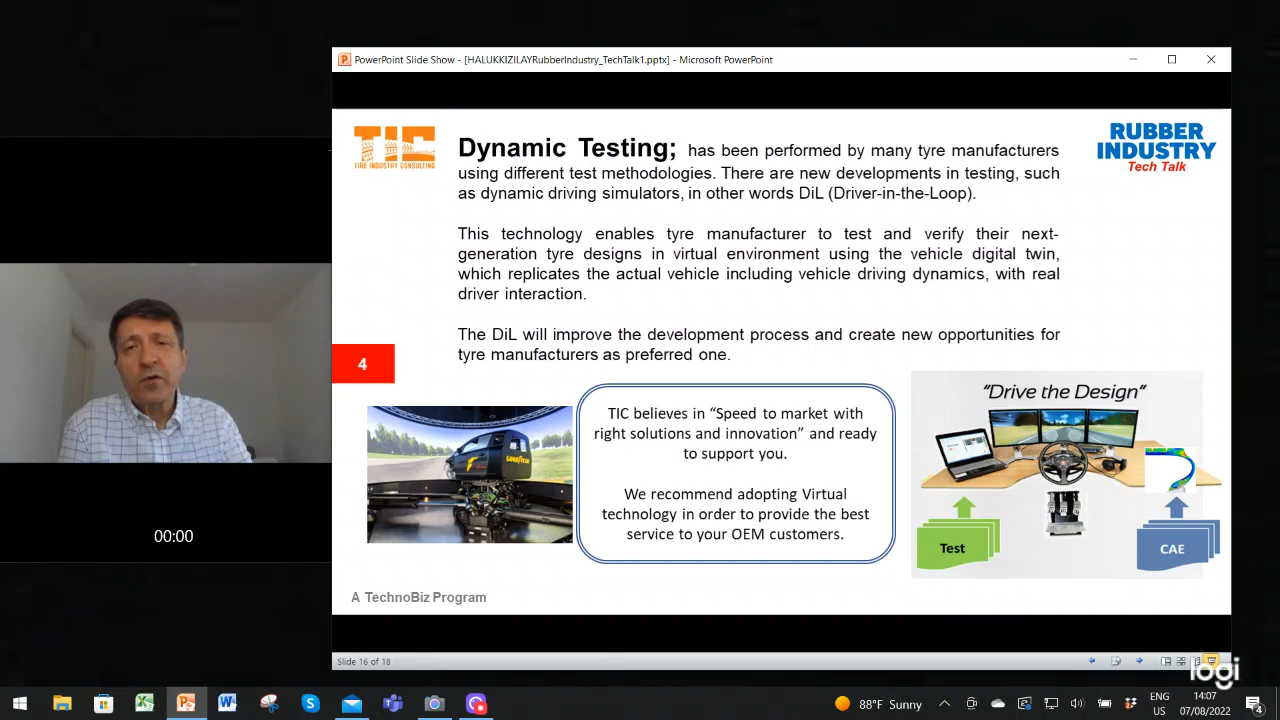 PowerPoint Slide Show - [HALUKKIZILAYRubberIndustry_TechTalk1.pptx] - Microsoft PowerPoint
TIC
TIRE INDUSTRY CONSULTING
RUBBER
INDUSTRY
Tech Talk
Dynamic Testing; has been performed by many tyre manufacturers
using different test methodologies. There are new developments in testing, such
as dynamic driving simulators, in other words DiL (Driver-in-the-Loop).
This technology enables tyre manufacturer to test and verify their next-
generation tyre designs in virtual environment using the vehicle digital twin,
which replicates the actual vehicle including vehicle driving dynamics, with real
driver interaction.
The DiL will improve the development process and create new opportunities for
tyre manufacturers as preferred one.
4
GOODYEAR
TIC believes in “Speed to market with
right solutions and innovation” and ready
to support you.
We recommend adopting Virtual
technology in order to provide the best
service to your OEM customers.
“Drive the Design”
Test
CAE
00:00
A TechnoBiz Program
Slide 16 of 18
logi
88°F Sunny
ENG
US
14:07
07/08/2022
4